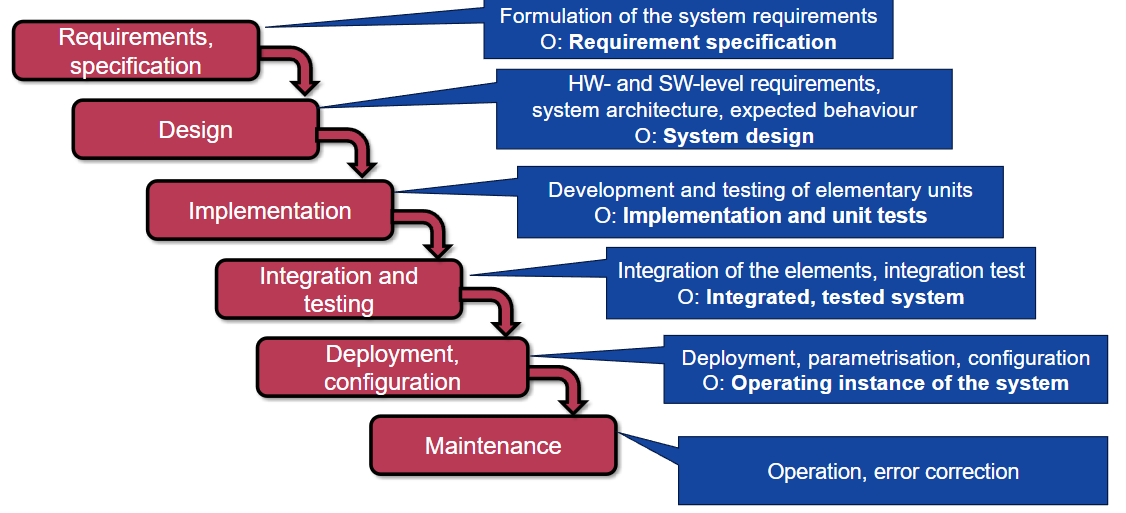 Requirements,
specification
Formulation of the system requirements
O: Requirement specification
Design
HW- and SW-level requirements,
system architecture, expected behaviour
O: System design
Implementation
Development and testing of elementary units
O: Implementation and unit tests
Integration and
testing
Integration of the elements, integration test
O: Integrated, tested system
Deployment,
configuration
Deployment, parametrisation, configuration
O: Operating instance of the system
Maintenance
Operation, error correction